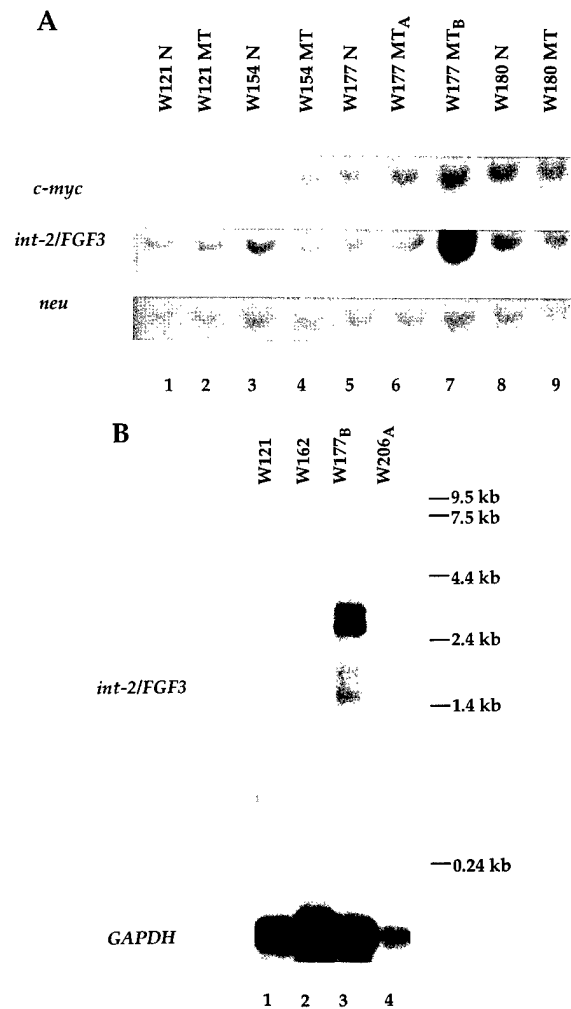 A
W121 N
W121 MT
W154 N
W154 MT
W177 N
W177 MTA
W177 MTB
W180 N
W180 MT
c-myc
int-2/FGF3
neu
1 2 3 4 5 6 7 8 9
B
W121
W162
W177B
W206A
9.5 kb
7.5 kb
4.4 kb
2.4 kb
int-2/FGF3
1.4 kb
0.24 kb
GAPDH
1 2 3 4